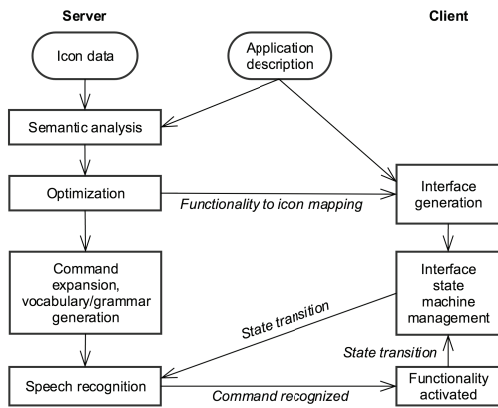 Server
Client
Icon data
Application
description
Semantic analysis
Optimization
Functionality to icon mapping
Interface
generation
Command
expansion,
vocabulary/grammar
generation
Interface
state
machine
management
State transition
State transition
Speech recognition
Command recognized
Functionality
activated